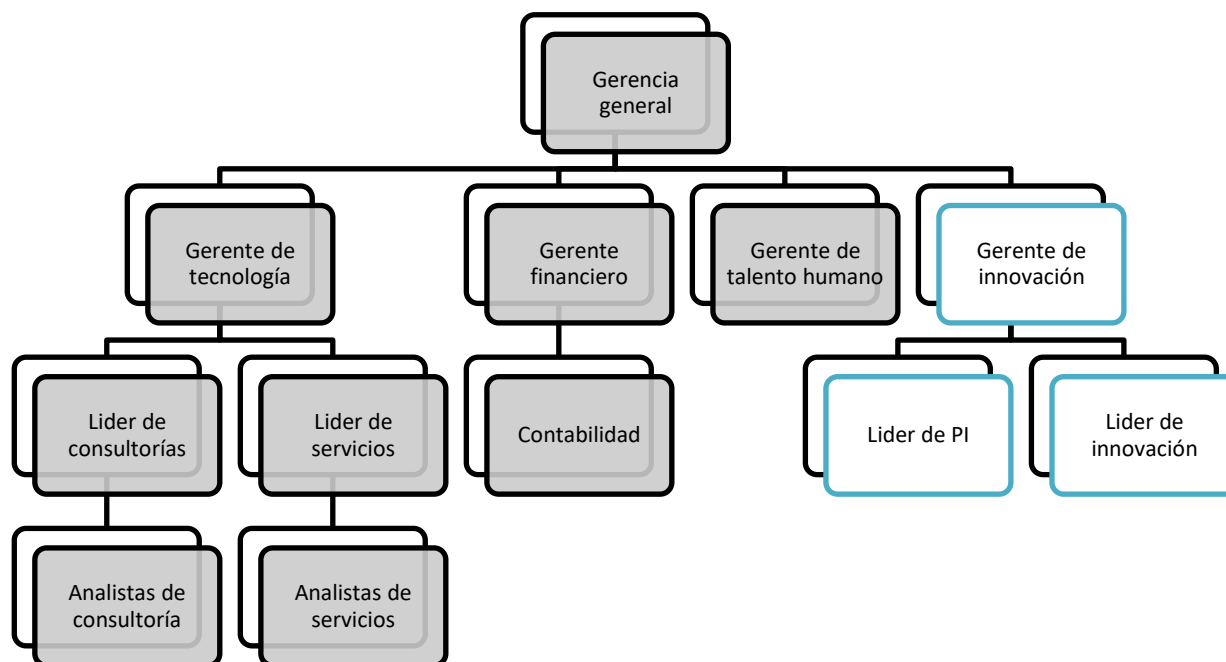 Gerencia
general
Gerente de
tecnología
Gerente
financiero
Gerente de
talento humano
Gerente de
innovación
Lider de
consultorías
Lider de
servicios
Contabilidad
Lider de PI
Lider de
innovación
Analistas de
consultoría
Analistas de
servicios